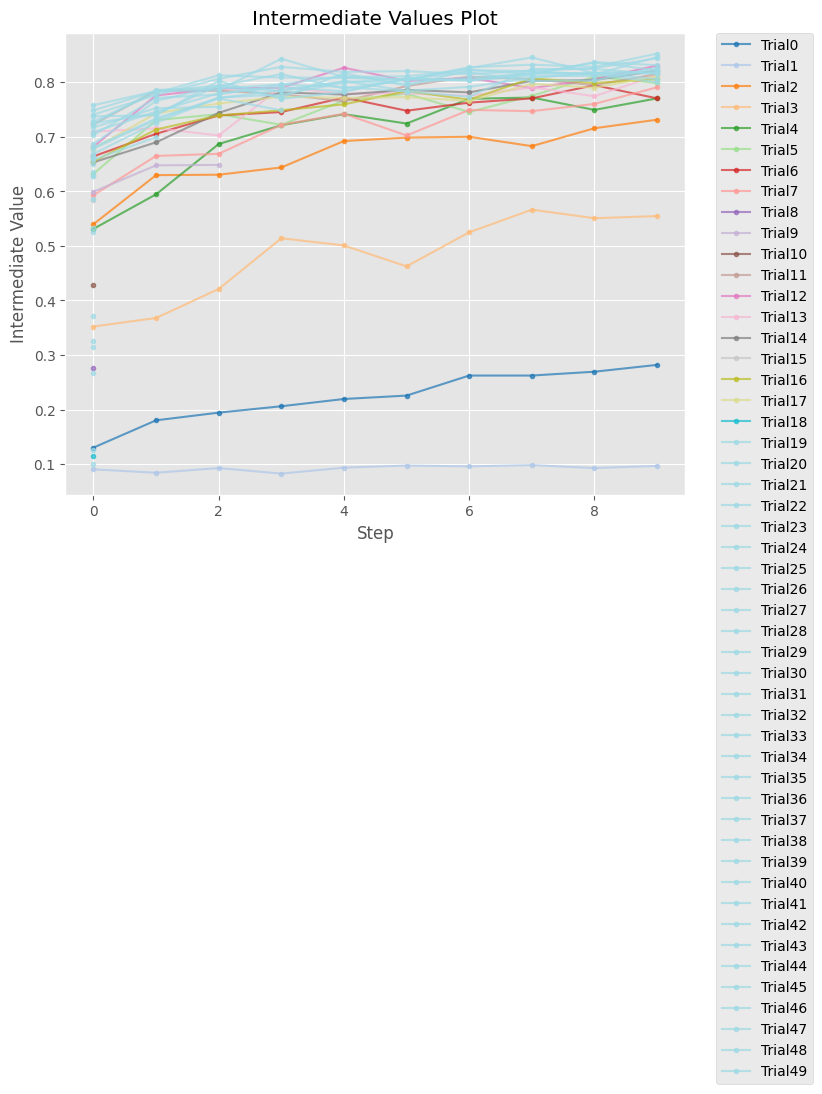 Intermediate Values Plot
Intermediate Value
0.8
0.7
0.6
0.5
0.4
0.3
0.2
0.1
0
2
4
6
8
Step
Trial0
Trial1
Trial2
Trial3
Trial4
Trial5
Trial6
Trial7
Trial8
Trial9
Trial10
Trial11
Trial12
Trial13
Trial14
Trial15
Trial16
Trial17
Trial18
Trial19
Trial20
Trial21
Trial22
Trial23
Trial24
Trial25
Trial26
Trial27
Trial28
Trial29
Trial30
Trial31
Trial32
Trial33
Trial34
Trial35
Trial36
Trial37
Trial38
Trial39
Trial40
Trial41
Trial42
Trial43
Trial44
Trial45
Trial46
Trial47
Trial48
Trial49